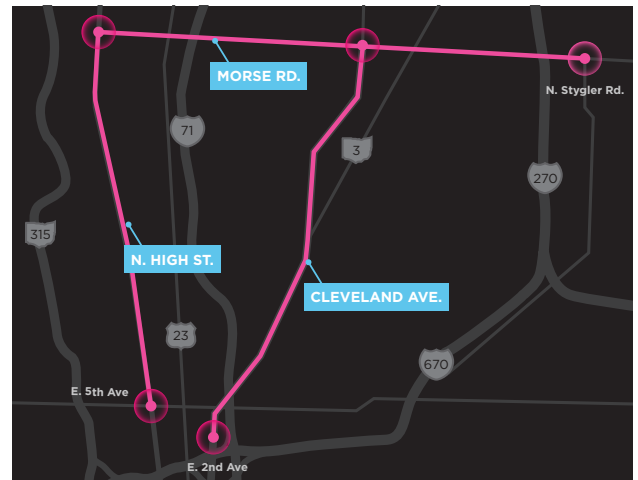 MORSE RD.
N. Stygler Rd.
71
3
270
315
N. HIGH ST.
CLEVELAND AVE.
23
670
E. 5th Ave
E. 2nd Ave